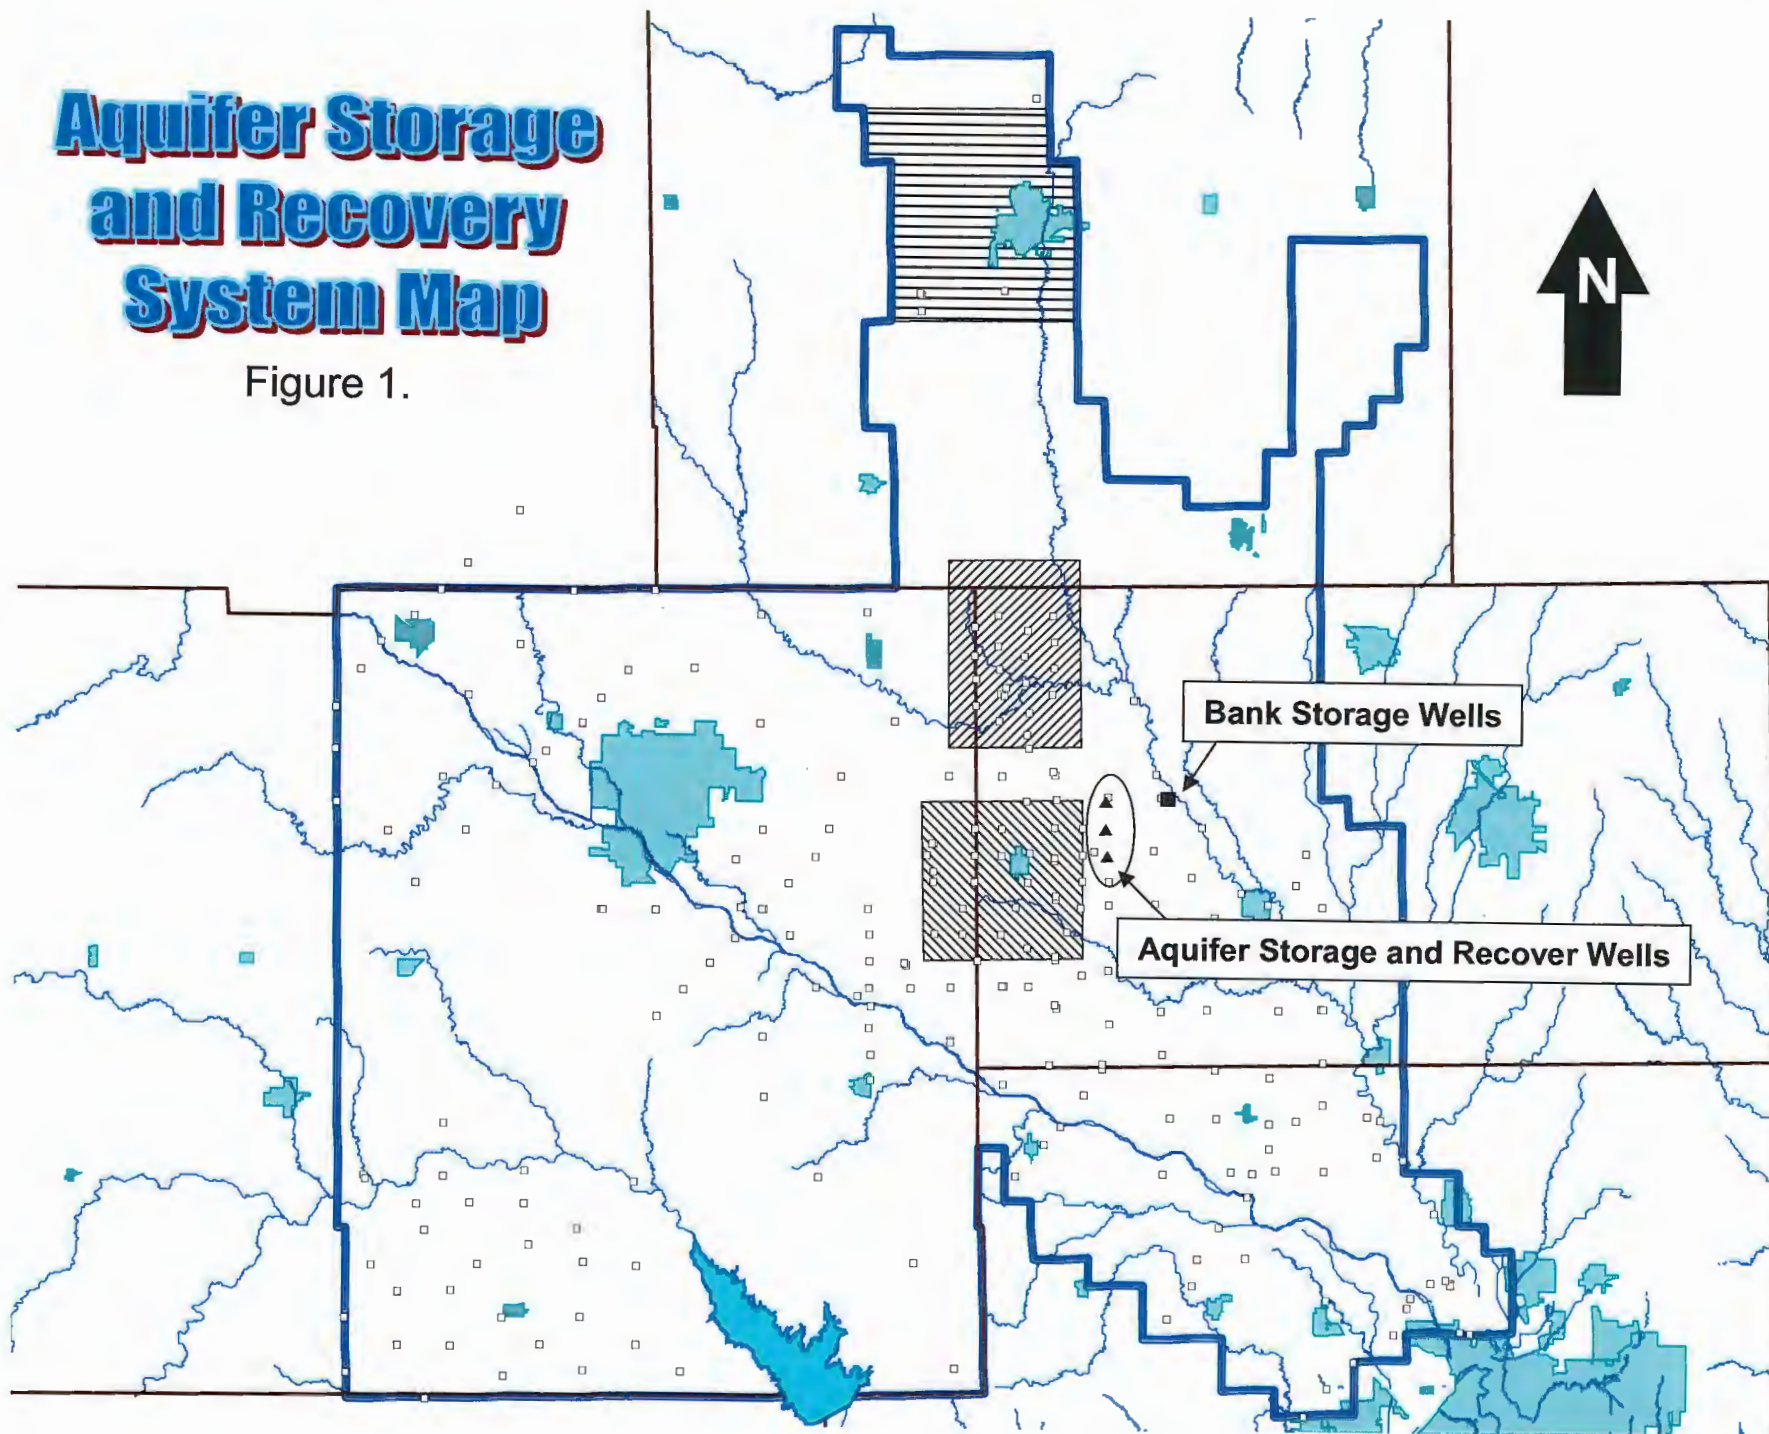 Aquifer Storage
and Recovery
System Map
Figure 1.
N
Bank Storage Wells
Aquifer Storage and Recover Wells